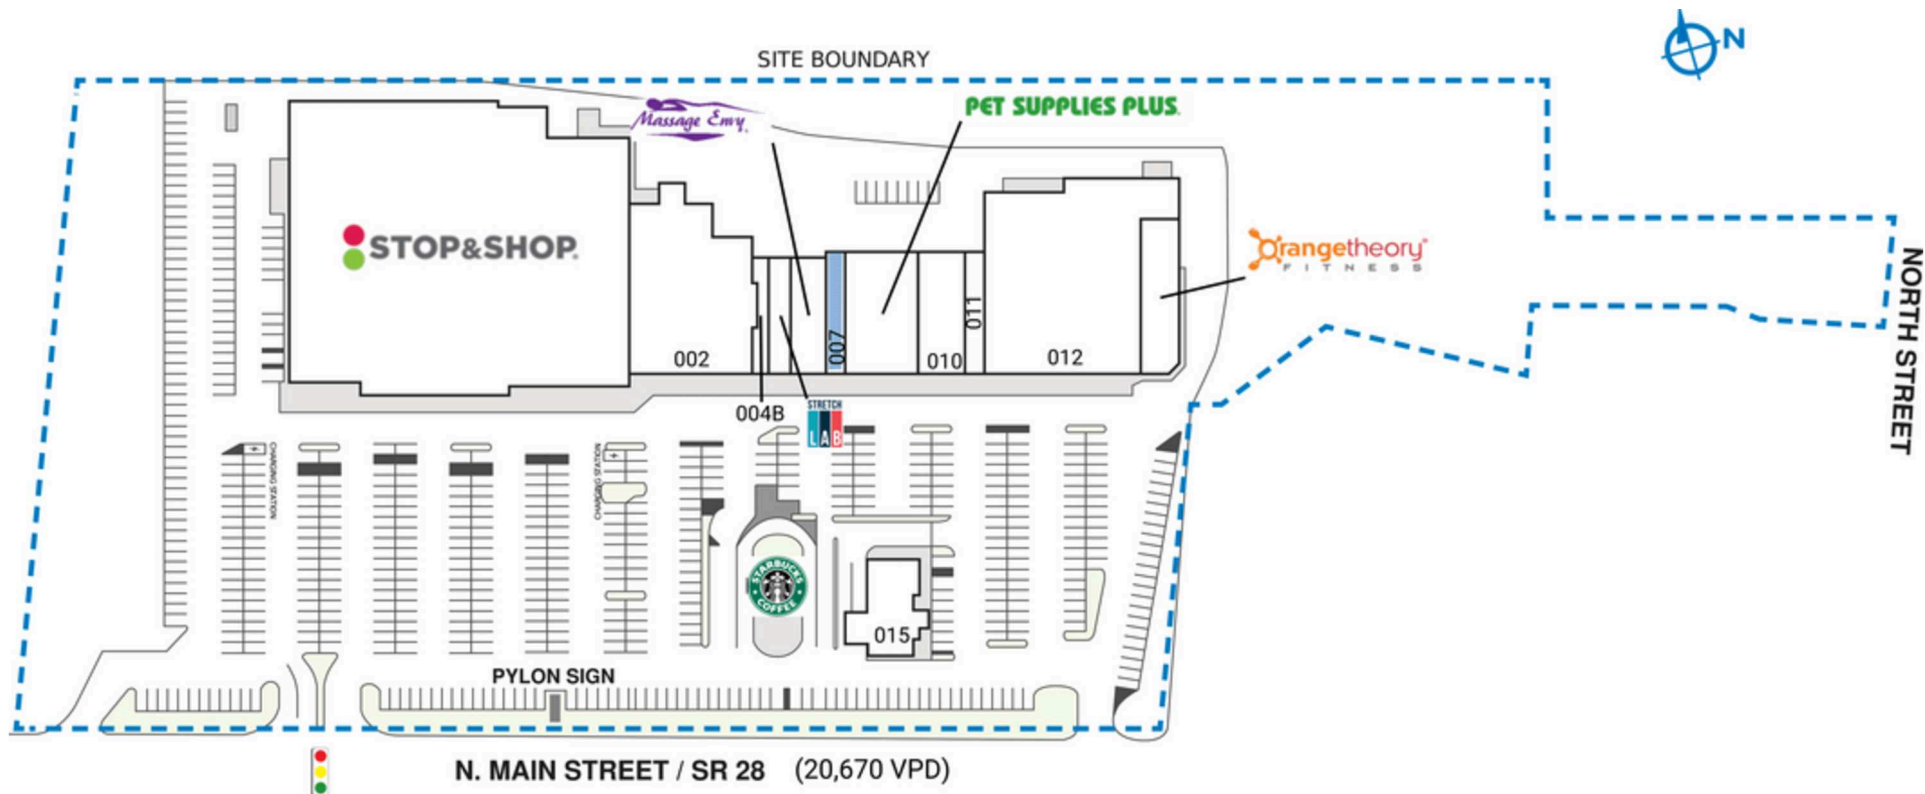 N
SITE BOUNDARY
Massage Envy
PET SUPPLIES PLUS.
STOP&SHOP.
Orangetheory®
FITNESS
NORTH STREET
002
007
010
011
012
004B
STRETCH
LAB
CHARGING STATION
CHARGING STATION
STARBUCKS
COFFEE
015
PYLON SIGN
N. MAIN STREET / SR 28 (20,670 VPD)